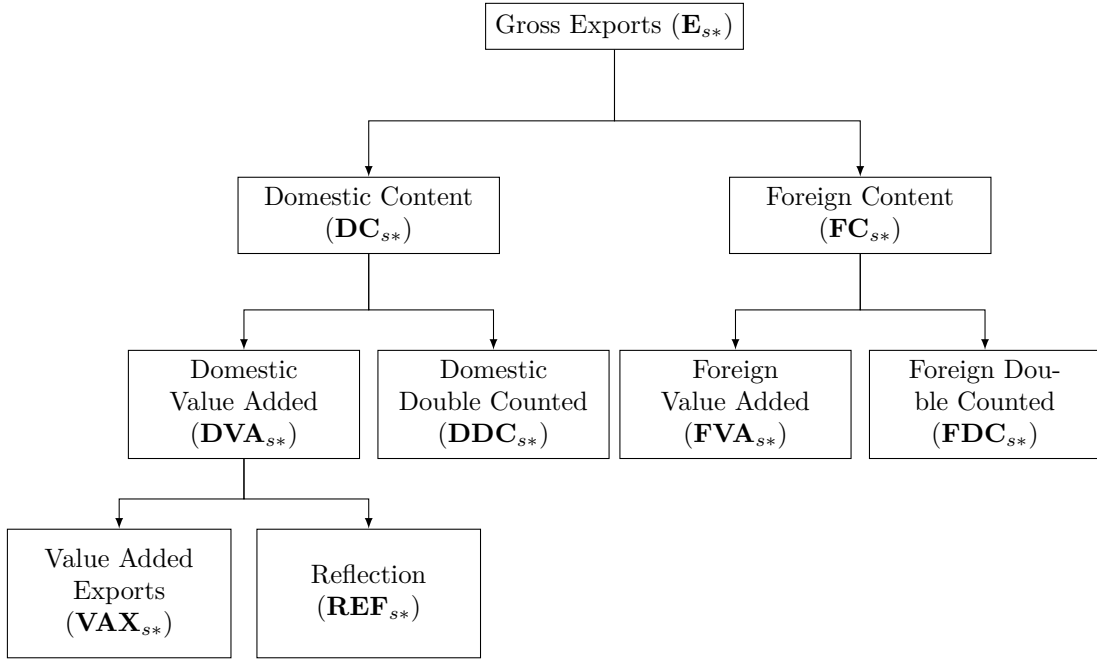 Gross Exports (E_{s*})
Domestic Content
(DC_{s*})
Foreign Content
(FC_{s*})
Domestic
Value Added
(DVA_{s*})
Domestic
Double Counted
(DDC_{s*})
Foreign
Value Added
(FVA_{s*})
Foreign Dou-
ble Counted
(FDC_{s*})
Value Added
Exports
(VAX_{s*})
Reflection
(REF_{s*})